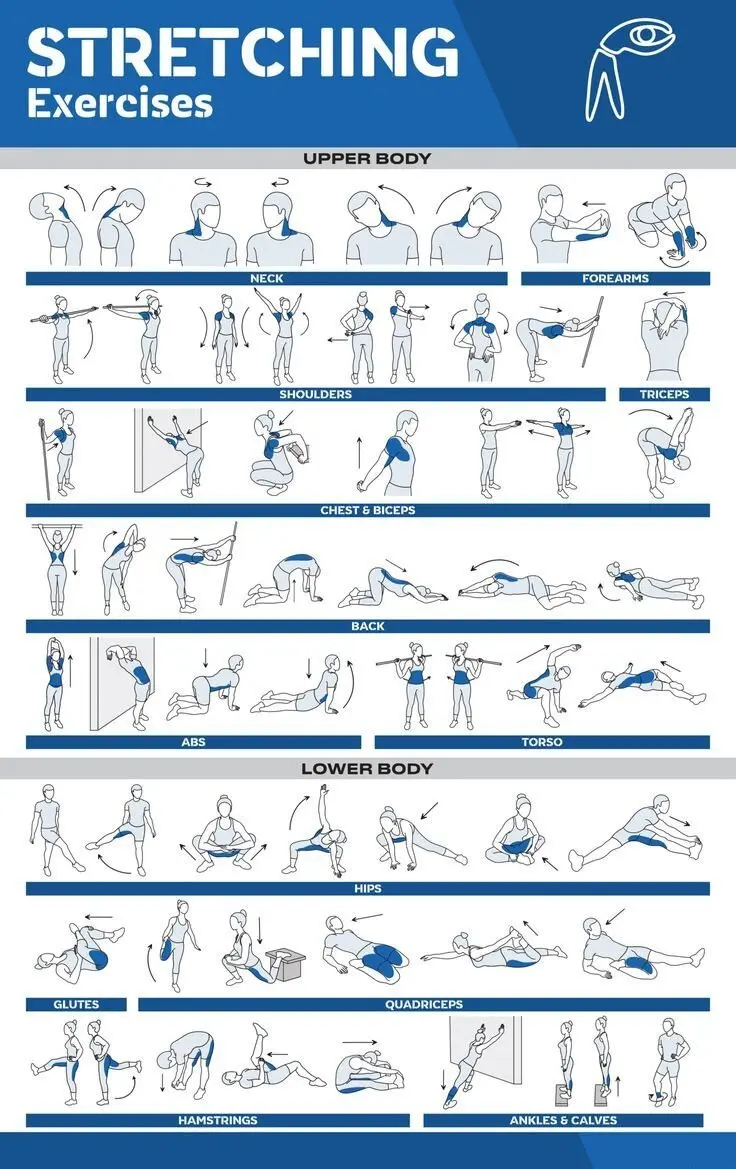 STRETCHING
Exercises
UPPER BODY
NECK
FOREARMS
SHOULDERS
TRICEPS
CHEST & BICEPS
BACK
ABS
TORSO
LOWER BODY
HIPS
GLUTES
QUADRICEPS
HAMSTRINGS
ANKLES & CALVES